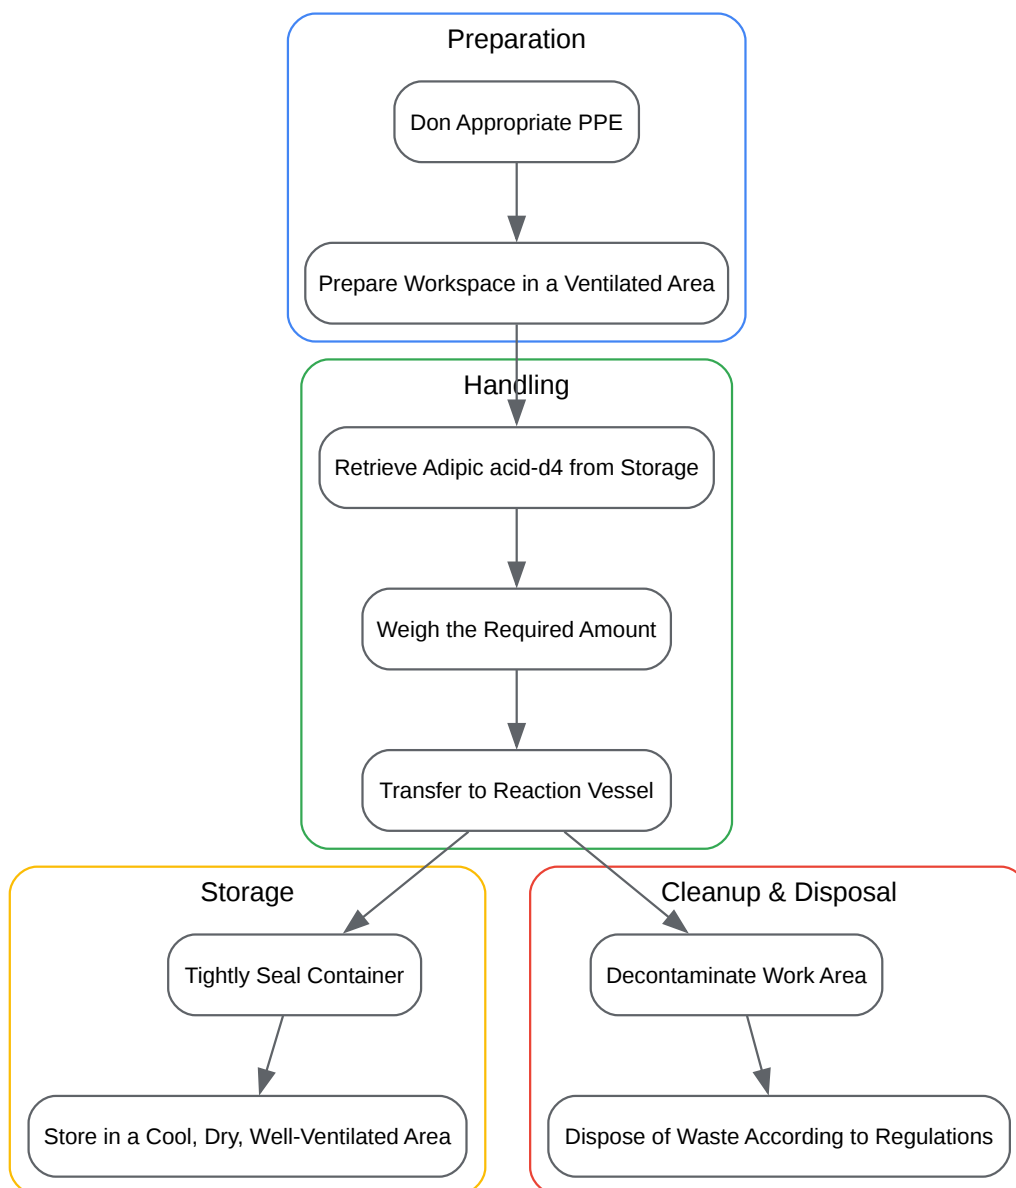 Preparation
Don Appropriate PPE
Prepare Workspace in a Ventilated Area
Handling
Retrieve Adipic acid-d4 from Storage
Weigh the Required Amount
Transfer to Reaction Vessel
Storage
Tightly Seal Container
Store in a Cool, Dry, Well-Ventilated Area
Cleanup & Disposal
Decontaminate Work Area
Dispose of Waste According to Regulations